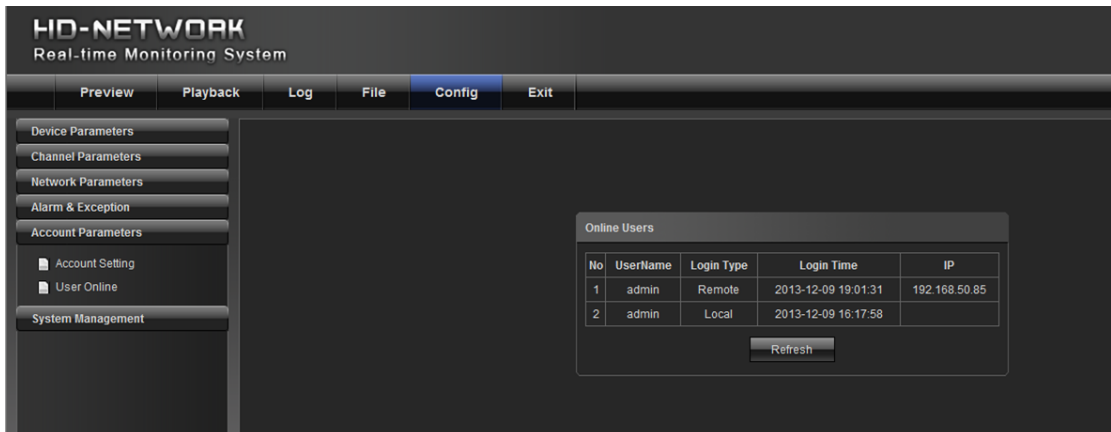 HD-NETWORK
Real-time Monitoring System
Preview Playback Log File Config Exit
Device Parameters
Channel Parameters
Network Parameters
Alarm & Exception
Account Parameters
Account Setting
User Online
System Management
Online Users
No UserName Login Type Login Time IP
1 admin Remote 2013-12-09 19:01:31 192.168.50.85
2 admin Local 2013-12-09 16:17:58
Refresh